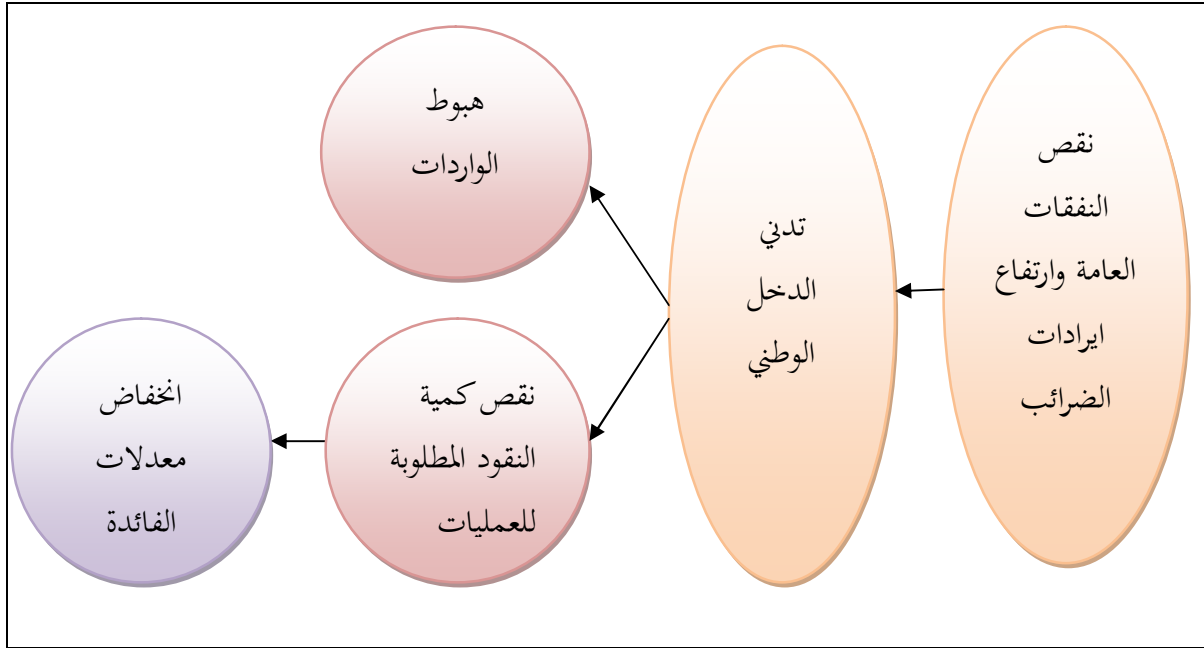 نقص
النفقات
العامة وارتفاع
ايرادات
الضرائب
تدني
الدخل
الوطني
هبوط
الواردات
نقص كمية
النقود المطلوبة
للعمليات
انخفاض
معدلات
الفائدة